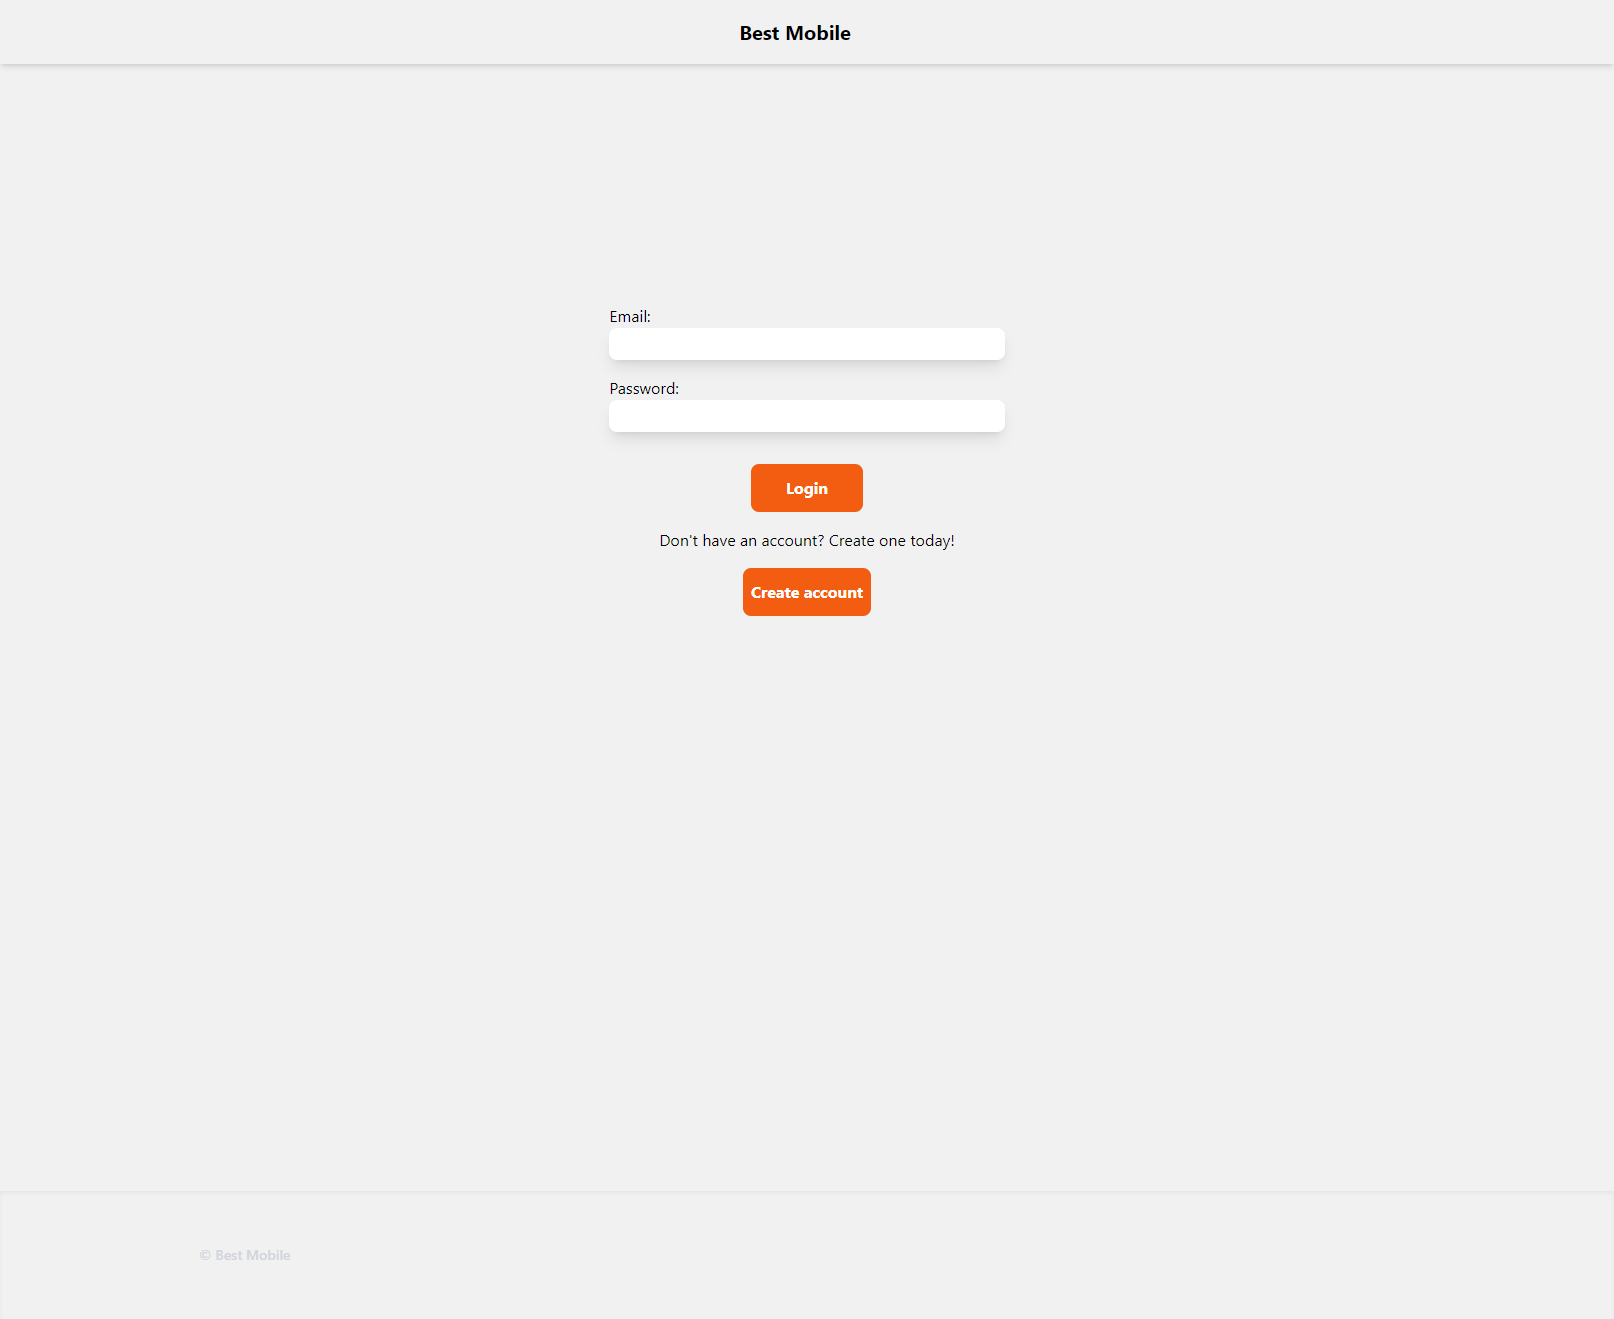 Best Mobile
Email:
Password:
Login
Don't have an account? Create one today!
Create account
© Best Mobile